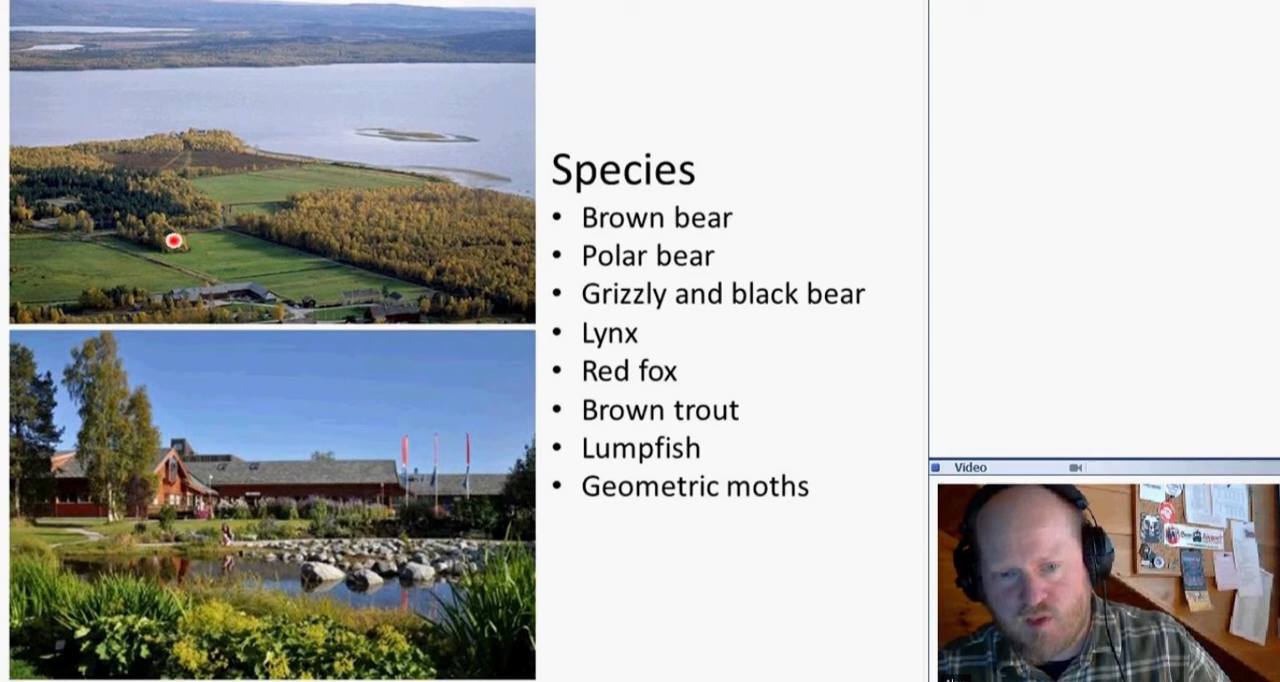 Species
• Brown bear
• Polar bear
• Grizzly and black bear
• Lynx
• Red fox
• Brown trout
• Lumpfish
• Geometric moths
Video